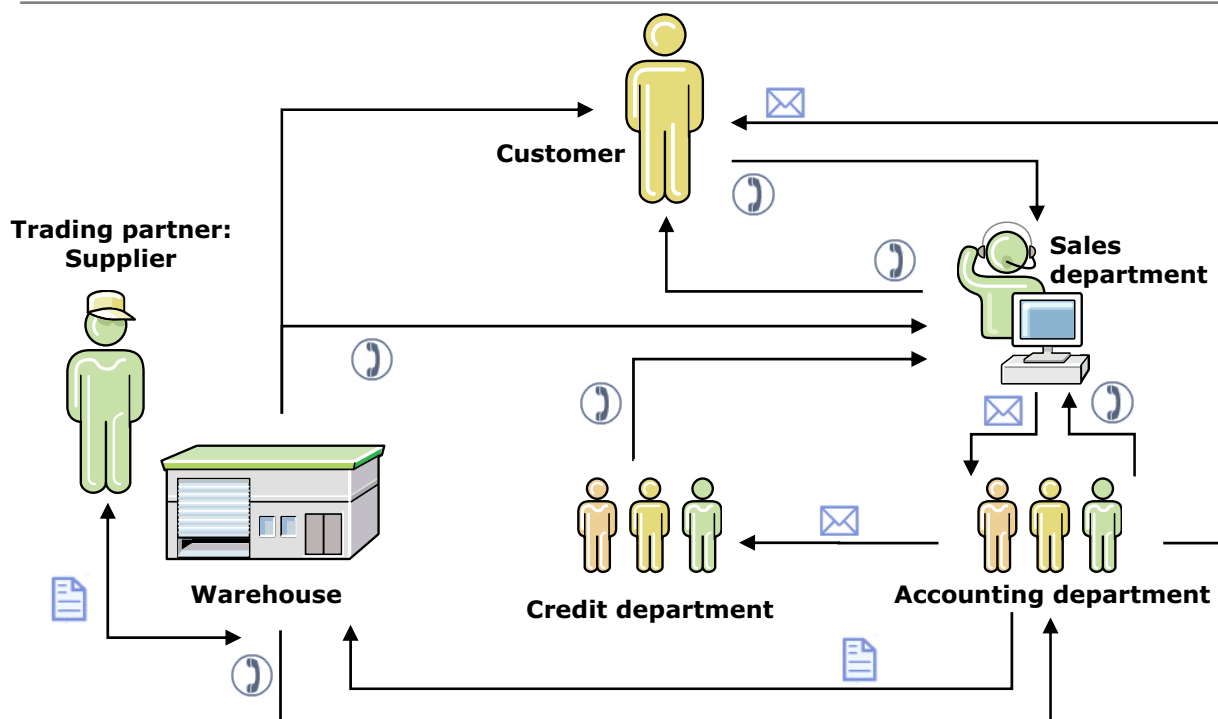 Customer
Trading partner:
Supplier
Sales
department
Warehouse
Credit department
Accounting department